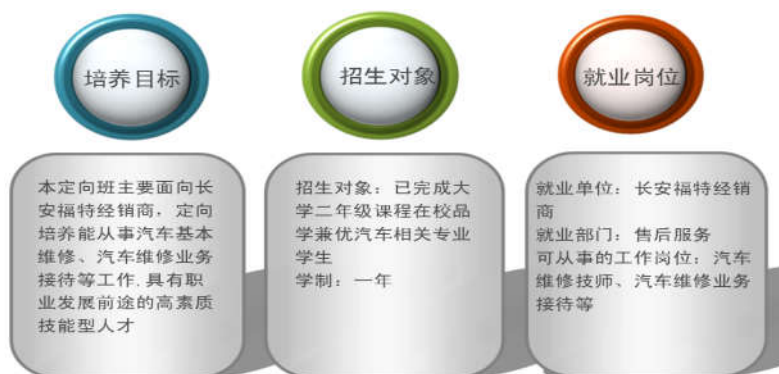 培养目标
招生对象
就业岗位
本定向班主要面向长
安福特经销商，定向
培养能从事汽车基本
维修、汽车维修业务
接待等工作.具有职
业发展前途的高素质
技能型人才
招生对象：已完成大
学二年级课程在校品
学兼优汽车相关专业
学生
学制：一年
就业单位：长安福特经销
商
就业部门：售后服务
可从事的工作岗位：汽车
维修技师、汽车维修业务
接待等